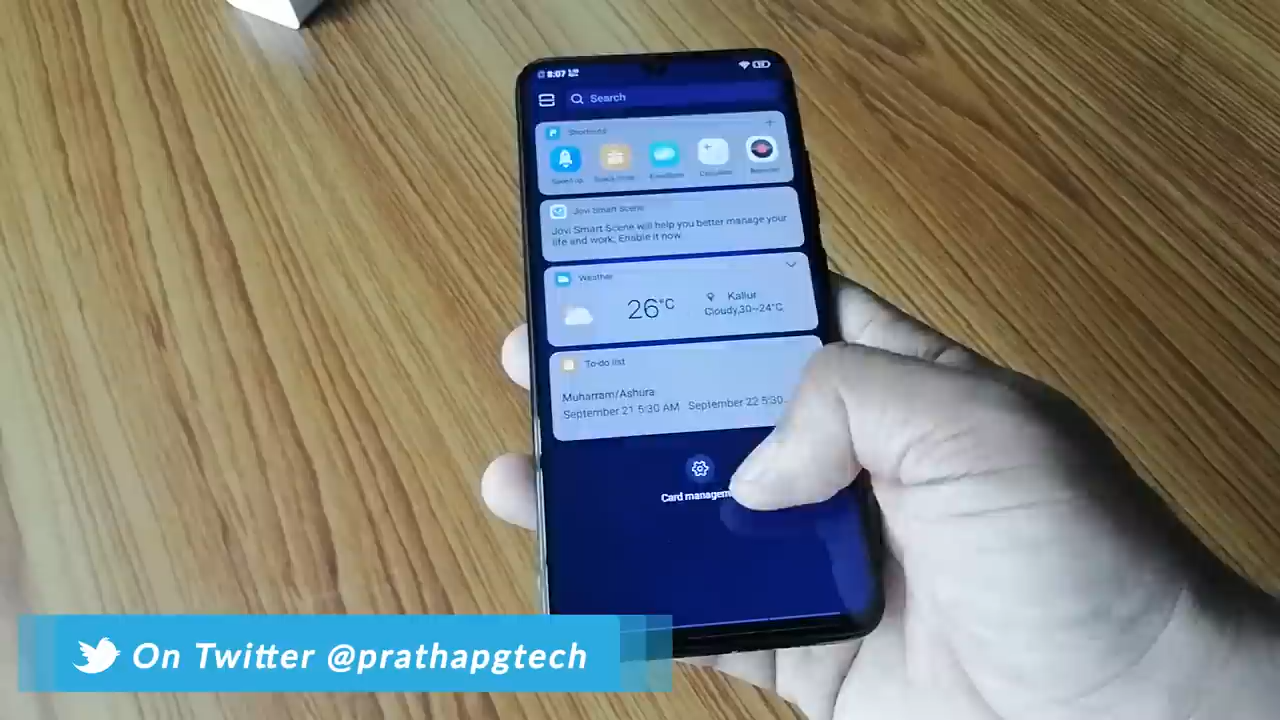 8:07
Search
Shortcuts
Jovi Smart Scene
Jovi Smart Scene will help you better manage your
life and work. Enable it now.
Weather
26°C
Kallur
Cloudy,30~24°C
To-do list
Muharram/Ashura
September 21 5:30 AM September 22 5:30...
Card managem
On Twitter @prathapgtech